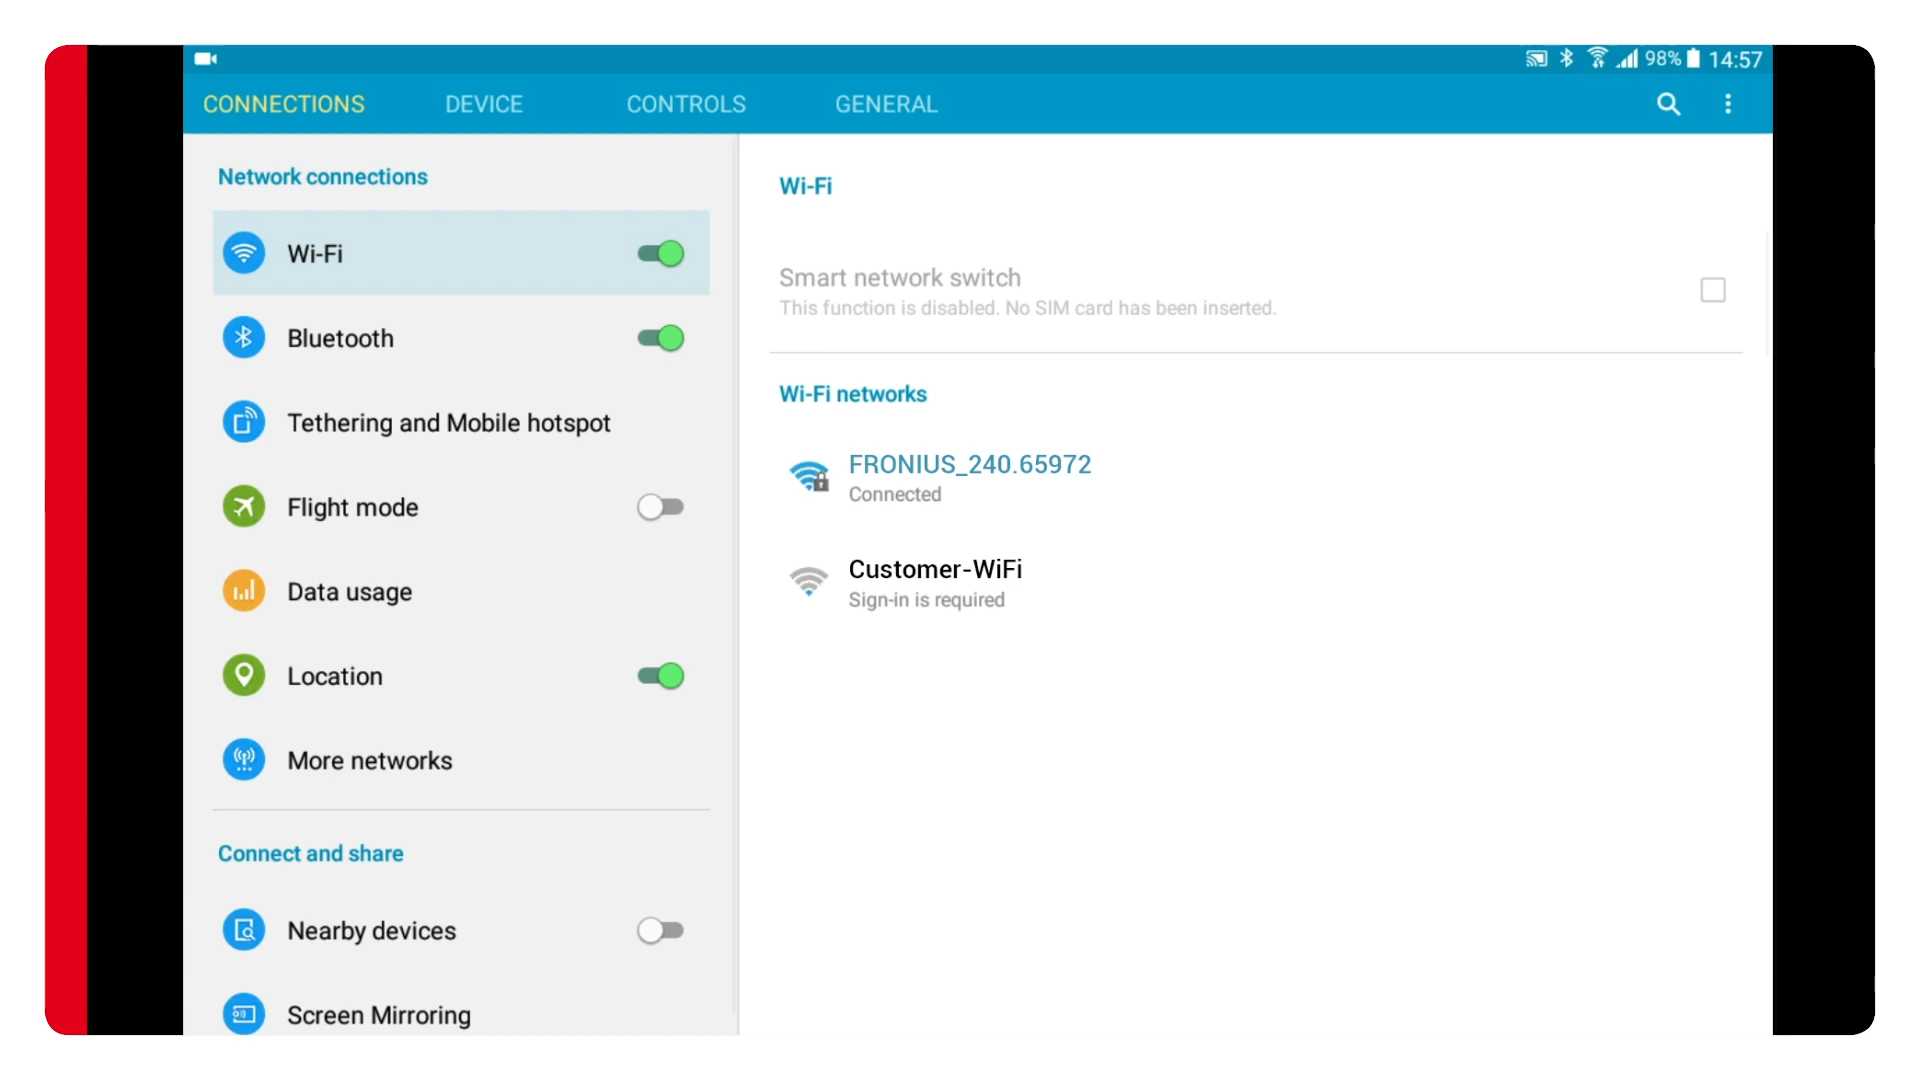 98% 14:57
CONNECTIONS DEVICE CONTROLS GENERAL
Network connections
Wi-Fi
Bluetooth
Tethering and Mobile hotspot
Flight mode
Data usage
Location
More networks
Connect and share
Nearby devices
Screen Mirroring
Wi-Fi
Smart network switch
This function is disabled. No SIM card has been inserted.
Wi-Fi networks
FRONIUS_240.65972
Connected
Customer-WiFi
Sign-in is required